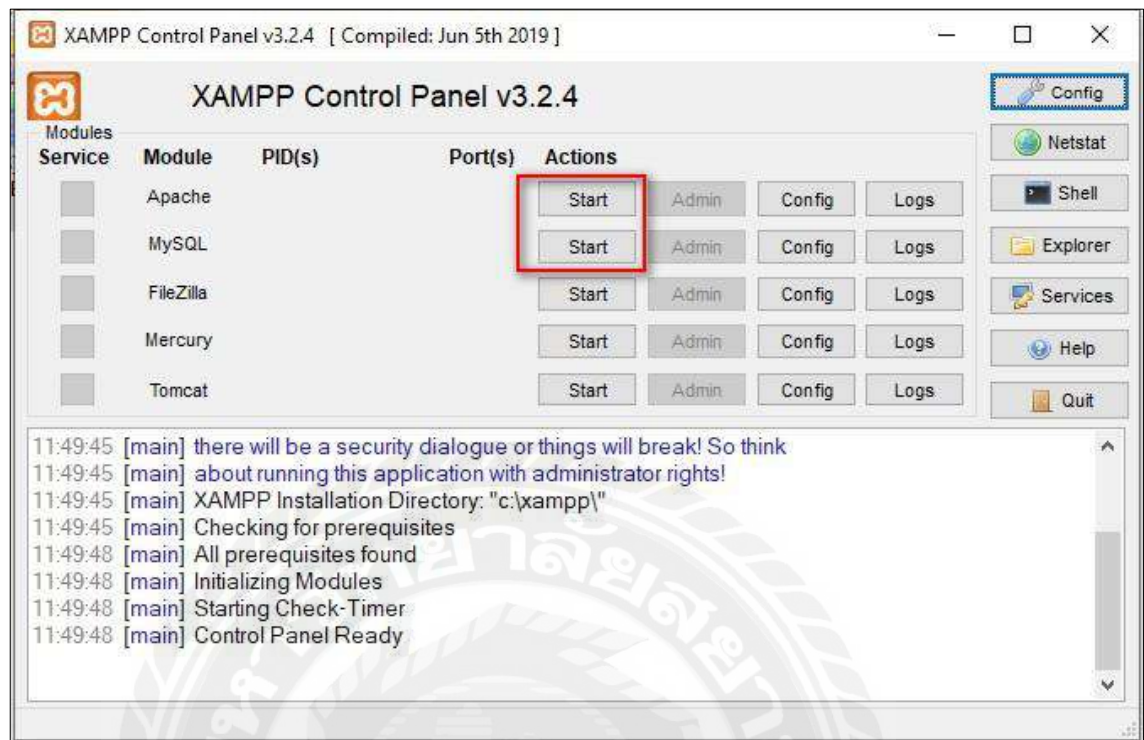 XAMPP Control Panel v3.2.4 [ Compiled: Jun 5th 2019 ]
XAMPP Control Panel v3.2.4
Config
Modules
Service Module PID(s) Port(s) Actions
Netstat
Apache Start Admin Config Logs
Shell
MySQL Start Admin Config Logs
Explorer
FileZilla Start Admin Config Logs
Services
Mercury Start Admin Config Logs
Help
Tomcat Start Admin Config Logs
Quit
11:49:45 [main] there will be a security dialogue or things will break! So think
11:49:45 [main] about running this application with administrator rights!
11:49:45 [main] XAMPP Installation Directory: "c:\xampp\"
11:49:45 [main] Checking for prerequisites
11:49:48 [main] All prerequisites found
11:49:48 [main] Initializing Modules
11:49:48 [main] Starting Check-Timer
11:49:48 [main] Control Panel Ready